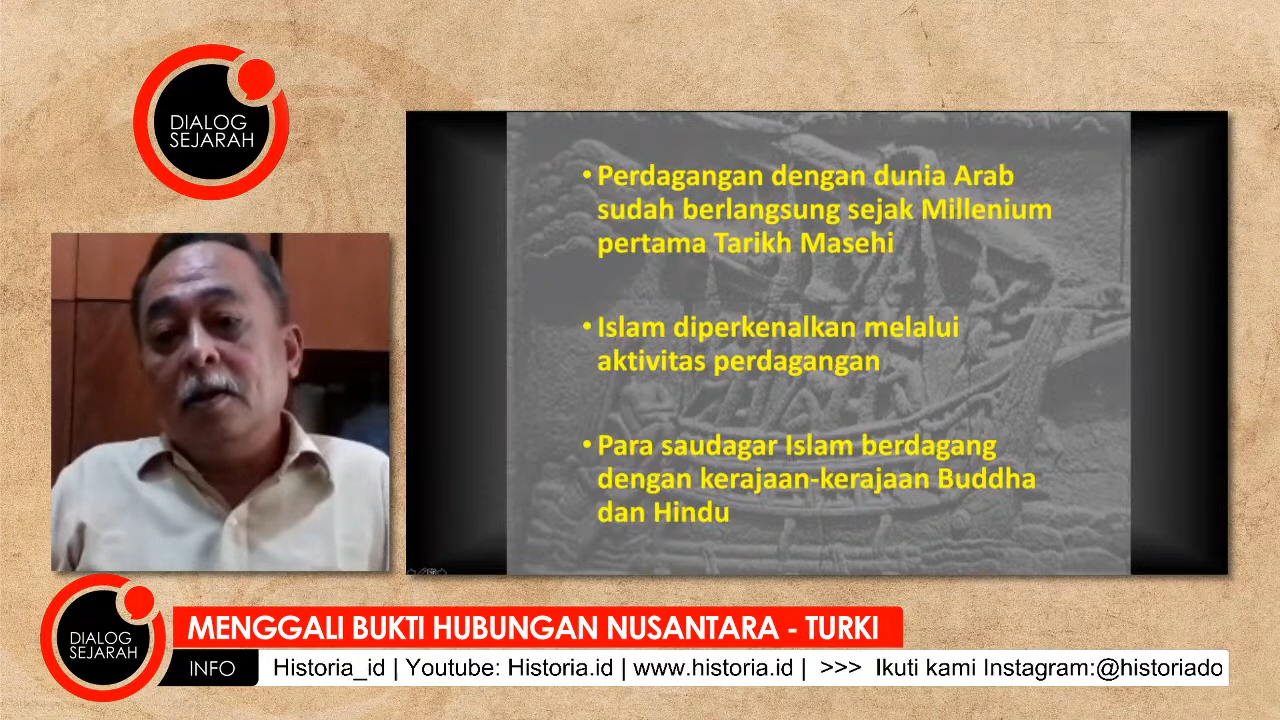 DIALOG
SEJARAH
• Perdagangan dengan dunia Arab
sudah berlangsung sejak Millenium
pertama Tarikh Masehi
• Islam diperkenalkan melalui
aktivitas perdagangan
• Para saudagar Islam berdagang
dengan kerajaan-kerajaan Buddha
dan Hindu
DIALOG
SEJARAH
MENGGALI BUKTI HUBUNGAN NUSANTARA - TURKI
INFO
Historia_id | Youtube: Historia.id | www.historia.id | >>> Ikuti kami Instagram:@historiado